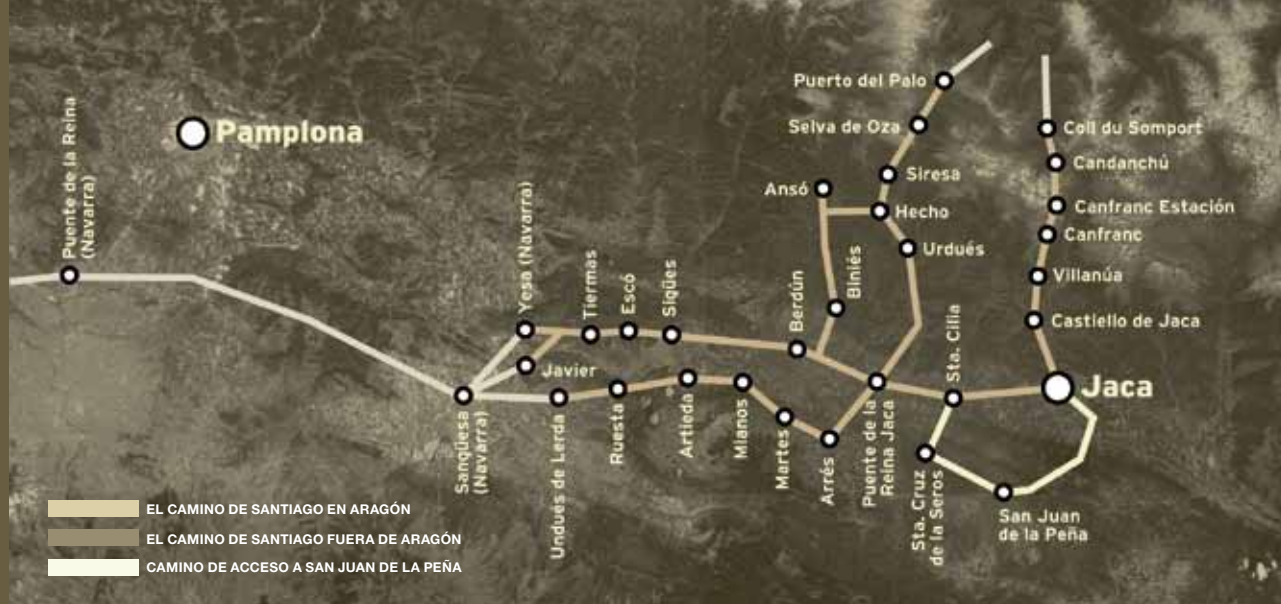 Puente de la Reina
(Navarra)
Pamplona
Puerto del Palo
Selva de Oza
Siresa
Ansó
Hecho
Urdués
Biniés
Coll du Somport
Candanchú
Canfranc Estación
Canfranc
Villanúa
Castiello de Jaca
Jaca
Yesa (Navarra)
Tiermas
Escó
Sigües
Berdún
Sta. Cilia
Javier
Sangüesa
(Navarra)
Undues de Lerda
Ruesta
Artieda
Mianos
Martes
Arrés
Puente de la
Reina Jaca
Sta. Cruz
de la Seros
San Juan
de la Peña
EL CAMINO DE SANTIAGO EN ARAGÓN
EL CAMINO DE SANTIAGO FUERA DE ARAGÓN
CAMINO DE ACCESO A SAN JUAN DE LA PEÑA